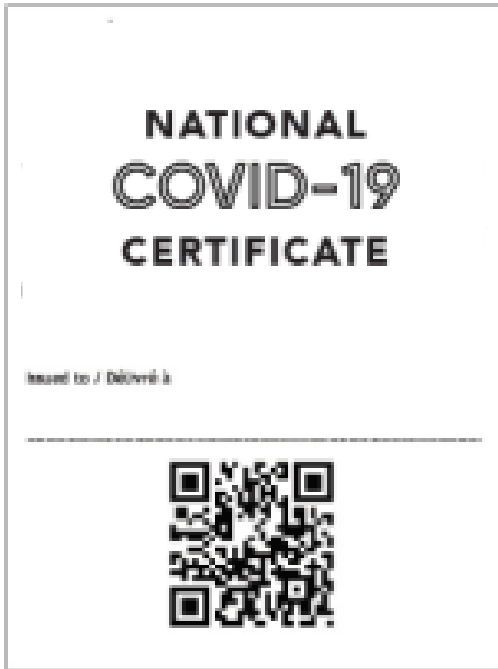 NATIONAL
COVID-19
CERTIFICATE
Issued to / Délivré à